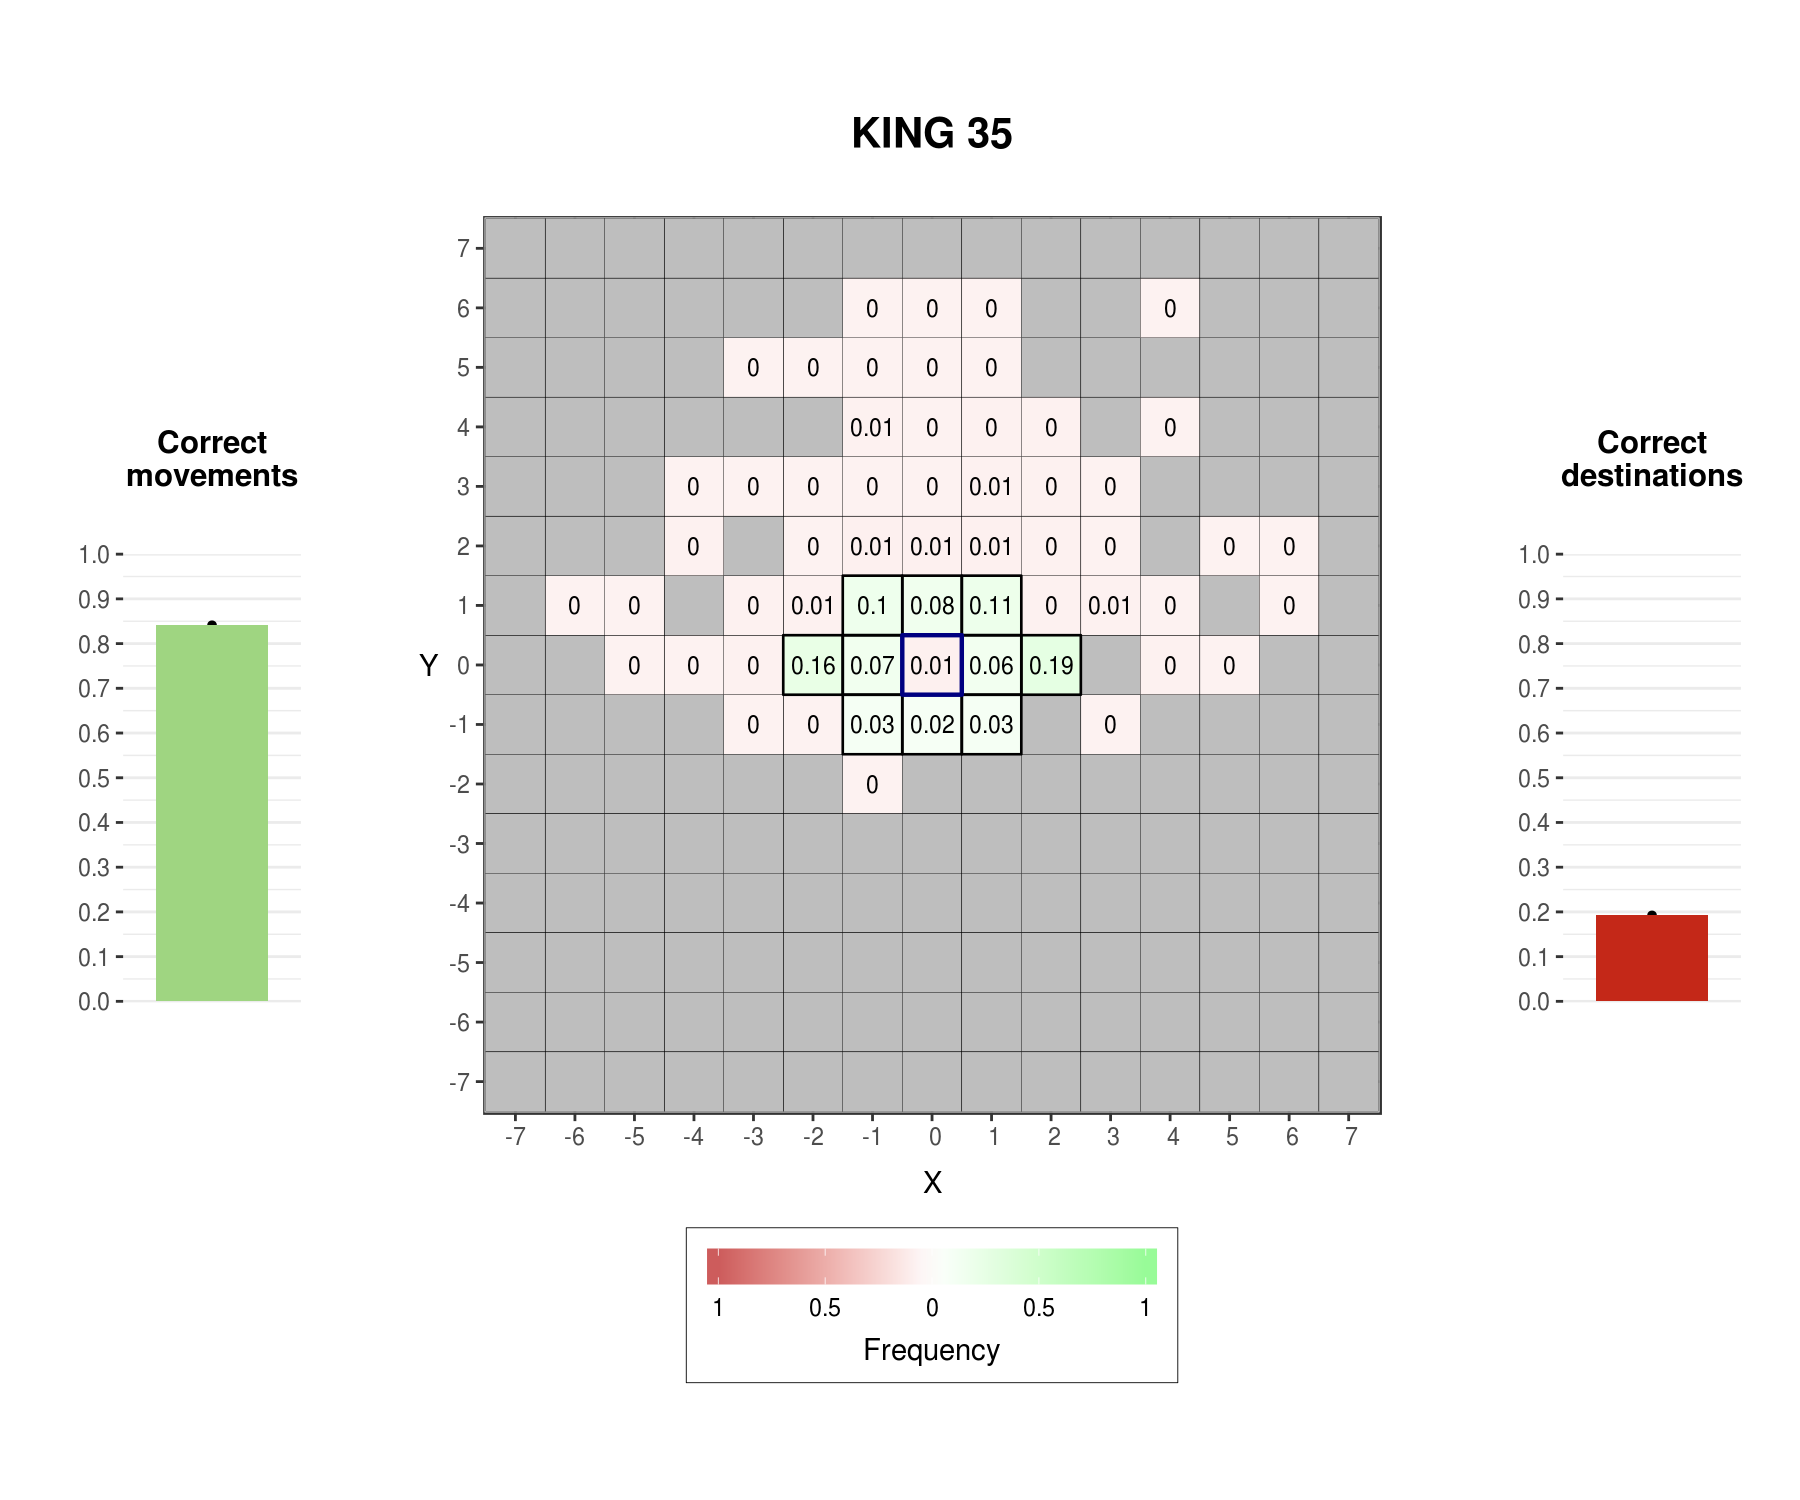 KING 35
Correct
movements
1.0
0.9
0.8
0.7
0.6
0.5
0.4
0.3
0.2
0.1
0.0
Y
7
6 0 0 0 0
5 0 0 0 0 0
4 0.01 0 0 0 0
3 0 0 0 0 0 0.01 0 0
2 0 0 0.01 0.01 0.01 0 0 0 0
1 0 0 0 0.01 0.1 0.08 0.11 0 0.01 0 0
0 0 0 0 0.16 0.07 0.01 0.06 0.19 0 0
-1 0 0 0.03 0.02 0.03 0
-2 0
-3
-4
-5
-6
-7
-7 -6 -5 -4 -3 -2 -1 0 1 2 3 4 5 6 7
X
1 0.5 0 0.5 1
Frequency
Correct
destinations
1.0
0.9
0.8
0.7
0.6
0.5
0.4
0.3
0.2
0.1
0.0